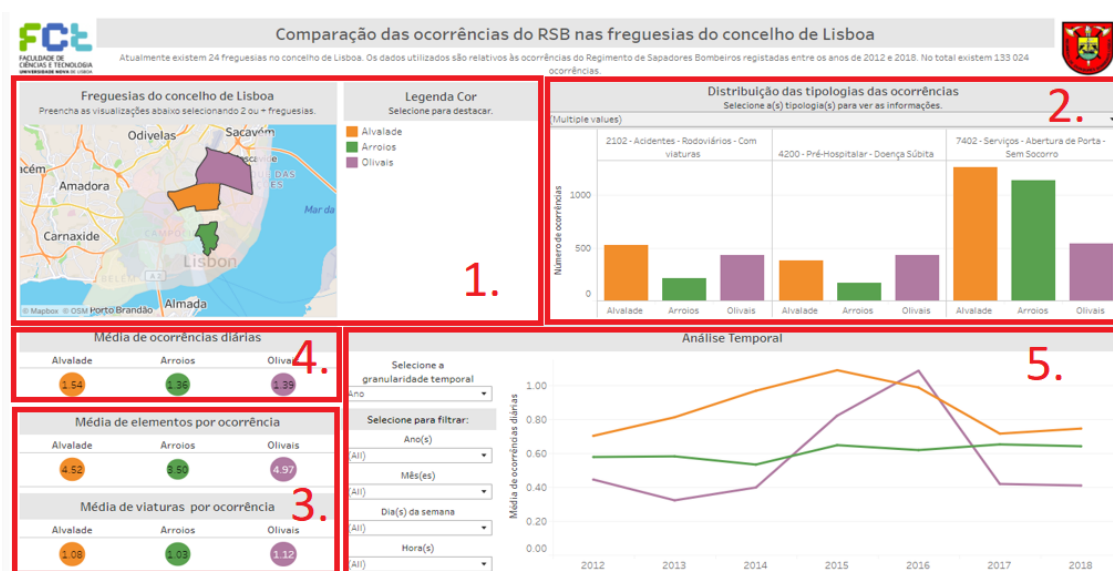 FCt
FACULDADE DE
CIÊNCIAS E TECNOLOGIA
UNIVERSIDADE NOVA DE LISBOA
Comparação das ocorrências do RSB nas freguesias do concelho de Lisboa
Atualmente existem 24 freguesias no concelho de Lisboa. Os dados utilizados são relativos às ocorrências do Regimento de Sapadores Bombeiros registadas entre os anos de 2012 e 2018. No total existem 133 024
ocorrências.
Freguesias do concelho de Lisboa
Preencha as visualizações abaixo selecionando 2 ou + freguesias.
Odivelas
Sacavém
Amadora
Mar da
Carnaxide
Lisbon
A2
Almada
Porto Brandão
© Mapbox © OSM
Legenda Cor
Selecione para destacar.
Alvalade
Arroios
Olivais
1.
Distribuição das tipologias das ocorrências
Selecione a(s) tipologia(s) para ver as informações.
2.
(Multiple values)
2102 - Acidentes - Rodoviários - Com
viaturas
4200 - Pré-Hospitalar - Doença Súbita
7402 - Serviços - Abertura de Porta -
Sem Socorro
Número de ocorrências
1000
500
0
Alvalade Arroios Olivais Alvalade Arroios Olivais Alvalade Arroios Olivais
Média de ocorrências diárias
4.
Alvalade Arroios Olivais
1.54 1.36 1.39
Média de elementos por ocorrência
Alvalade Arroios Olivais
4.52 3.50 4.97
Média de viaturas por ocorrência
3.
Alvalade Arroios Olivais
1.08 1.03 1.12
Análise Temporal
5.
Selecione a
granularidade temporal
Ano
Selecione para filtrar:
Ano(s)
(All)
Mês(es)
(All)
Dia(s) da semana
(All)
Hora(s)
(All)
Média de ocorrências diárias
1.00
0.80
0.60
0.40
0.20
0.00
2012 2013 2014 2015 2016 2017 2018